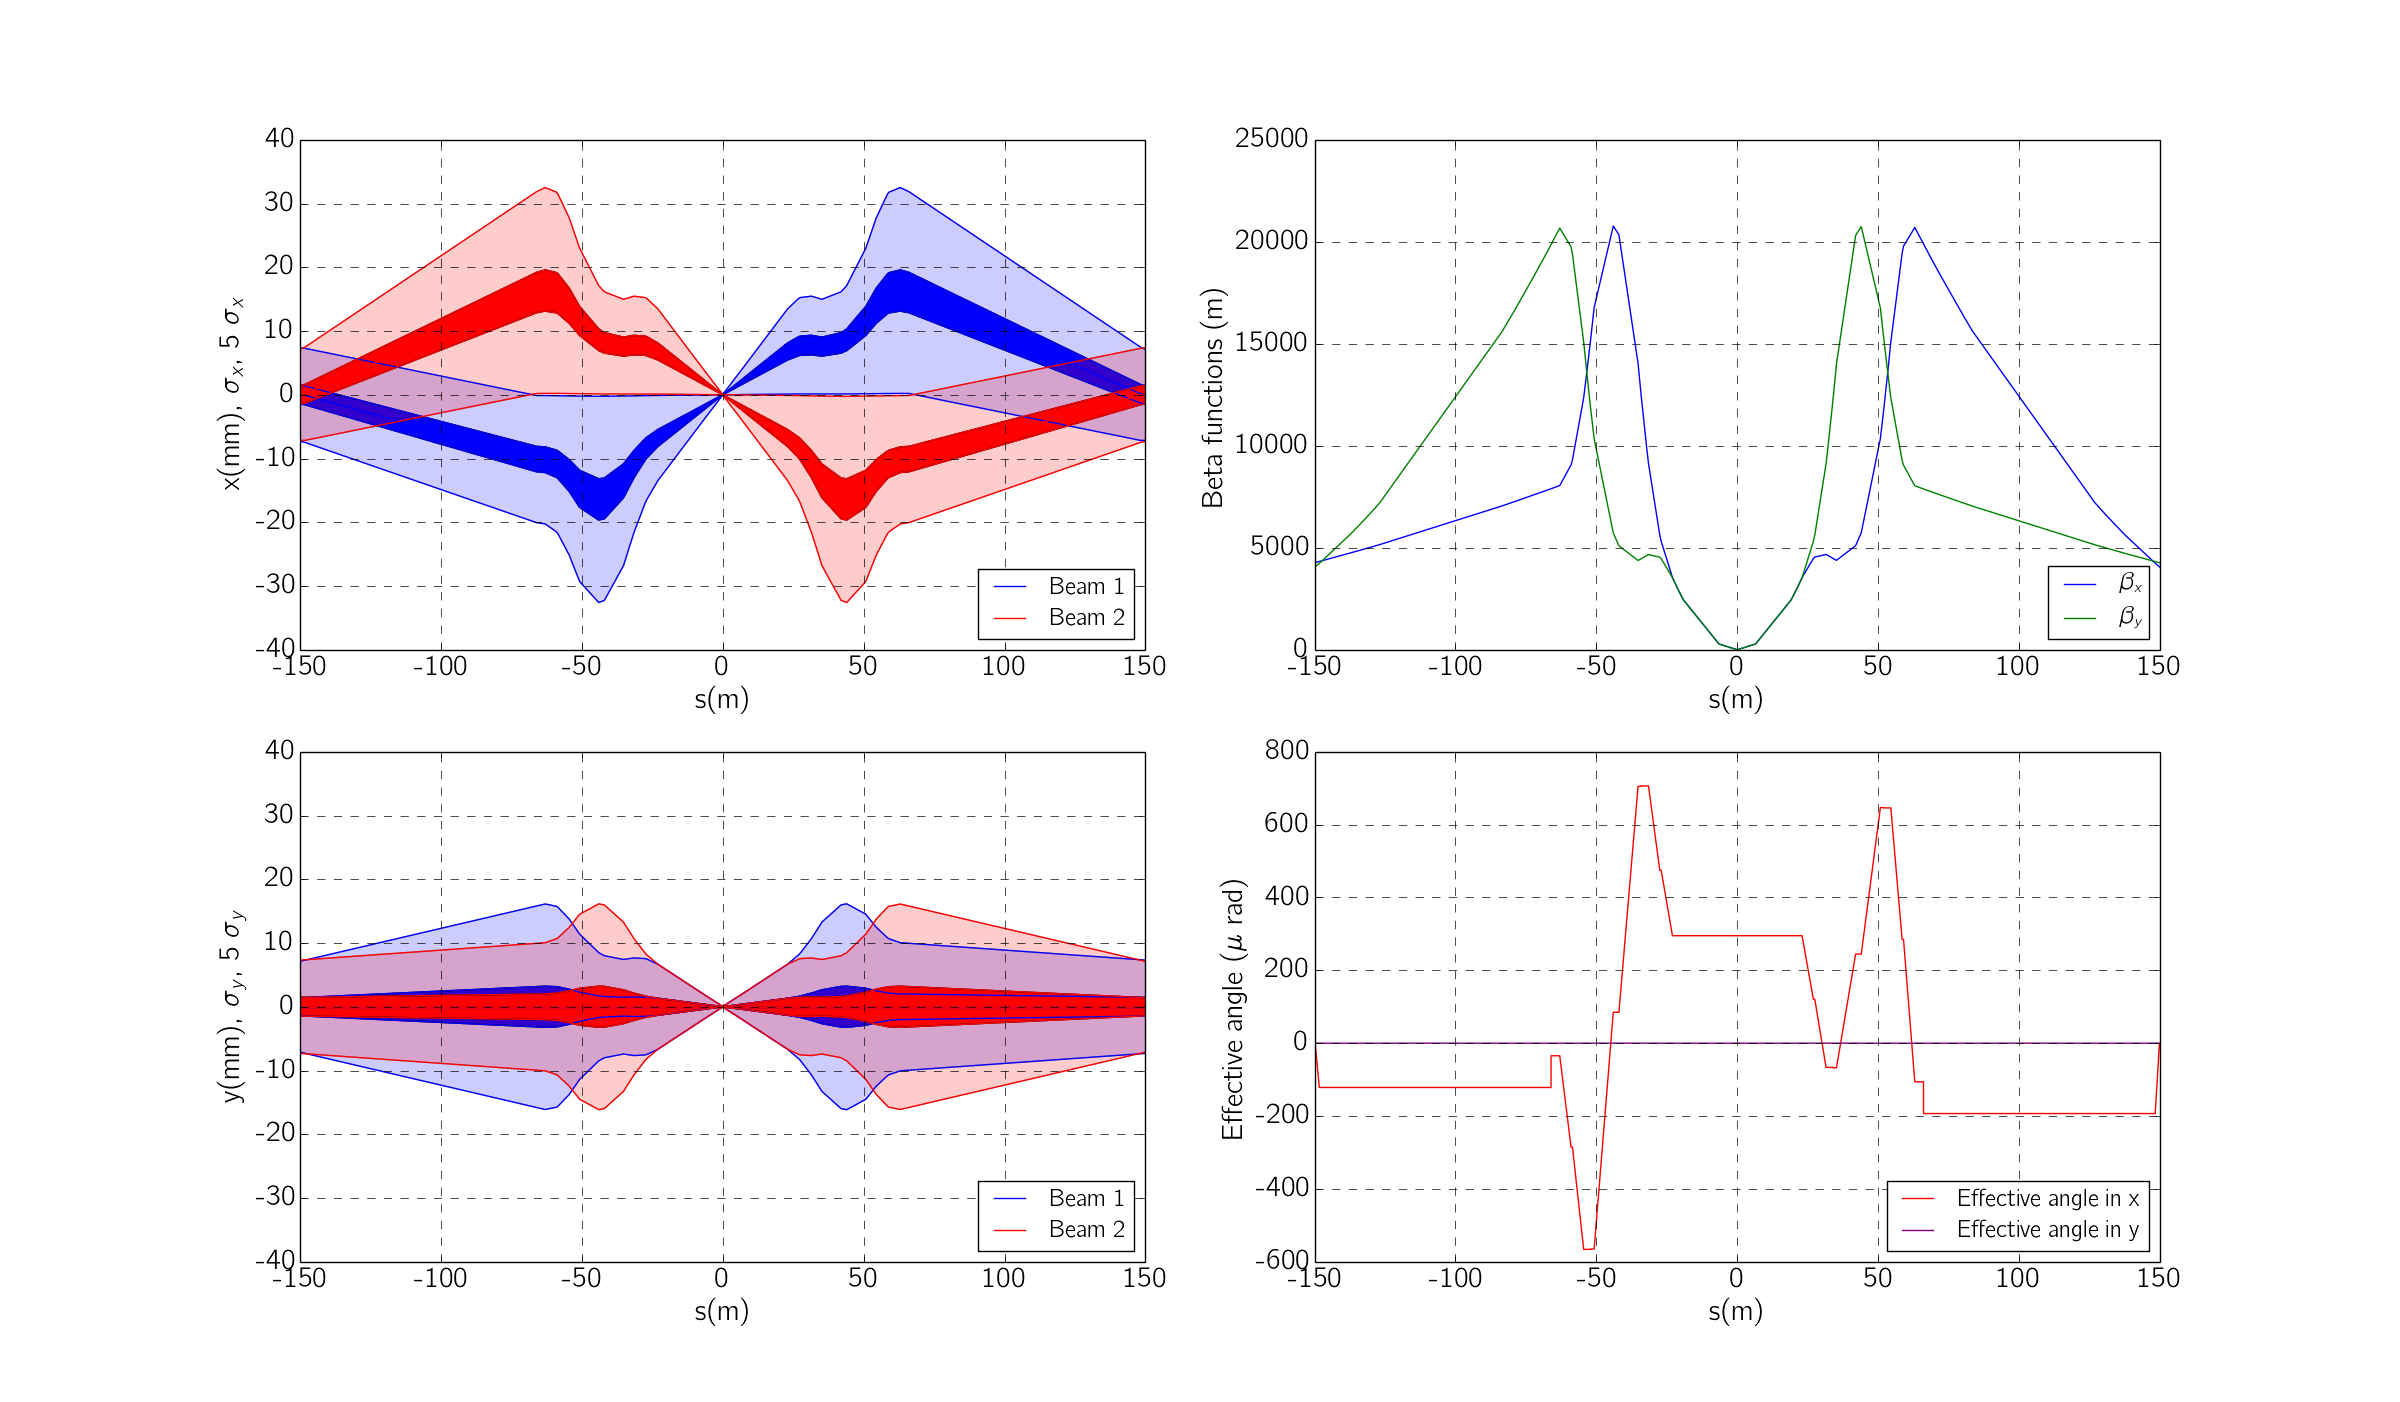 40
30
20
10
0
-10
-20
-30
-40
-150 -100 -50 0 50 100 150
s(m)
x(mm), σx, 5 σx
Beam 1
Beam 2
25000
20000
15000
10000
5000
0
-150 -100 -50 0 50 100 150
s(m)
Beta functions (m)
βx
βy
40
30
20
10
0
-10
-20
-30
-40
-150 -100 -50 0 50 100 150
s(m)
y(mm), σy, 5 σy
Beam 1
Beam 2
800
600
400
200
0
-200
-400
-600
-150 -100 -50 0 50 100 150
s(m)
Effective angle (μ rad)
Effective angle in x
Effective angle in y